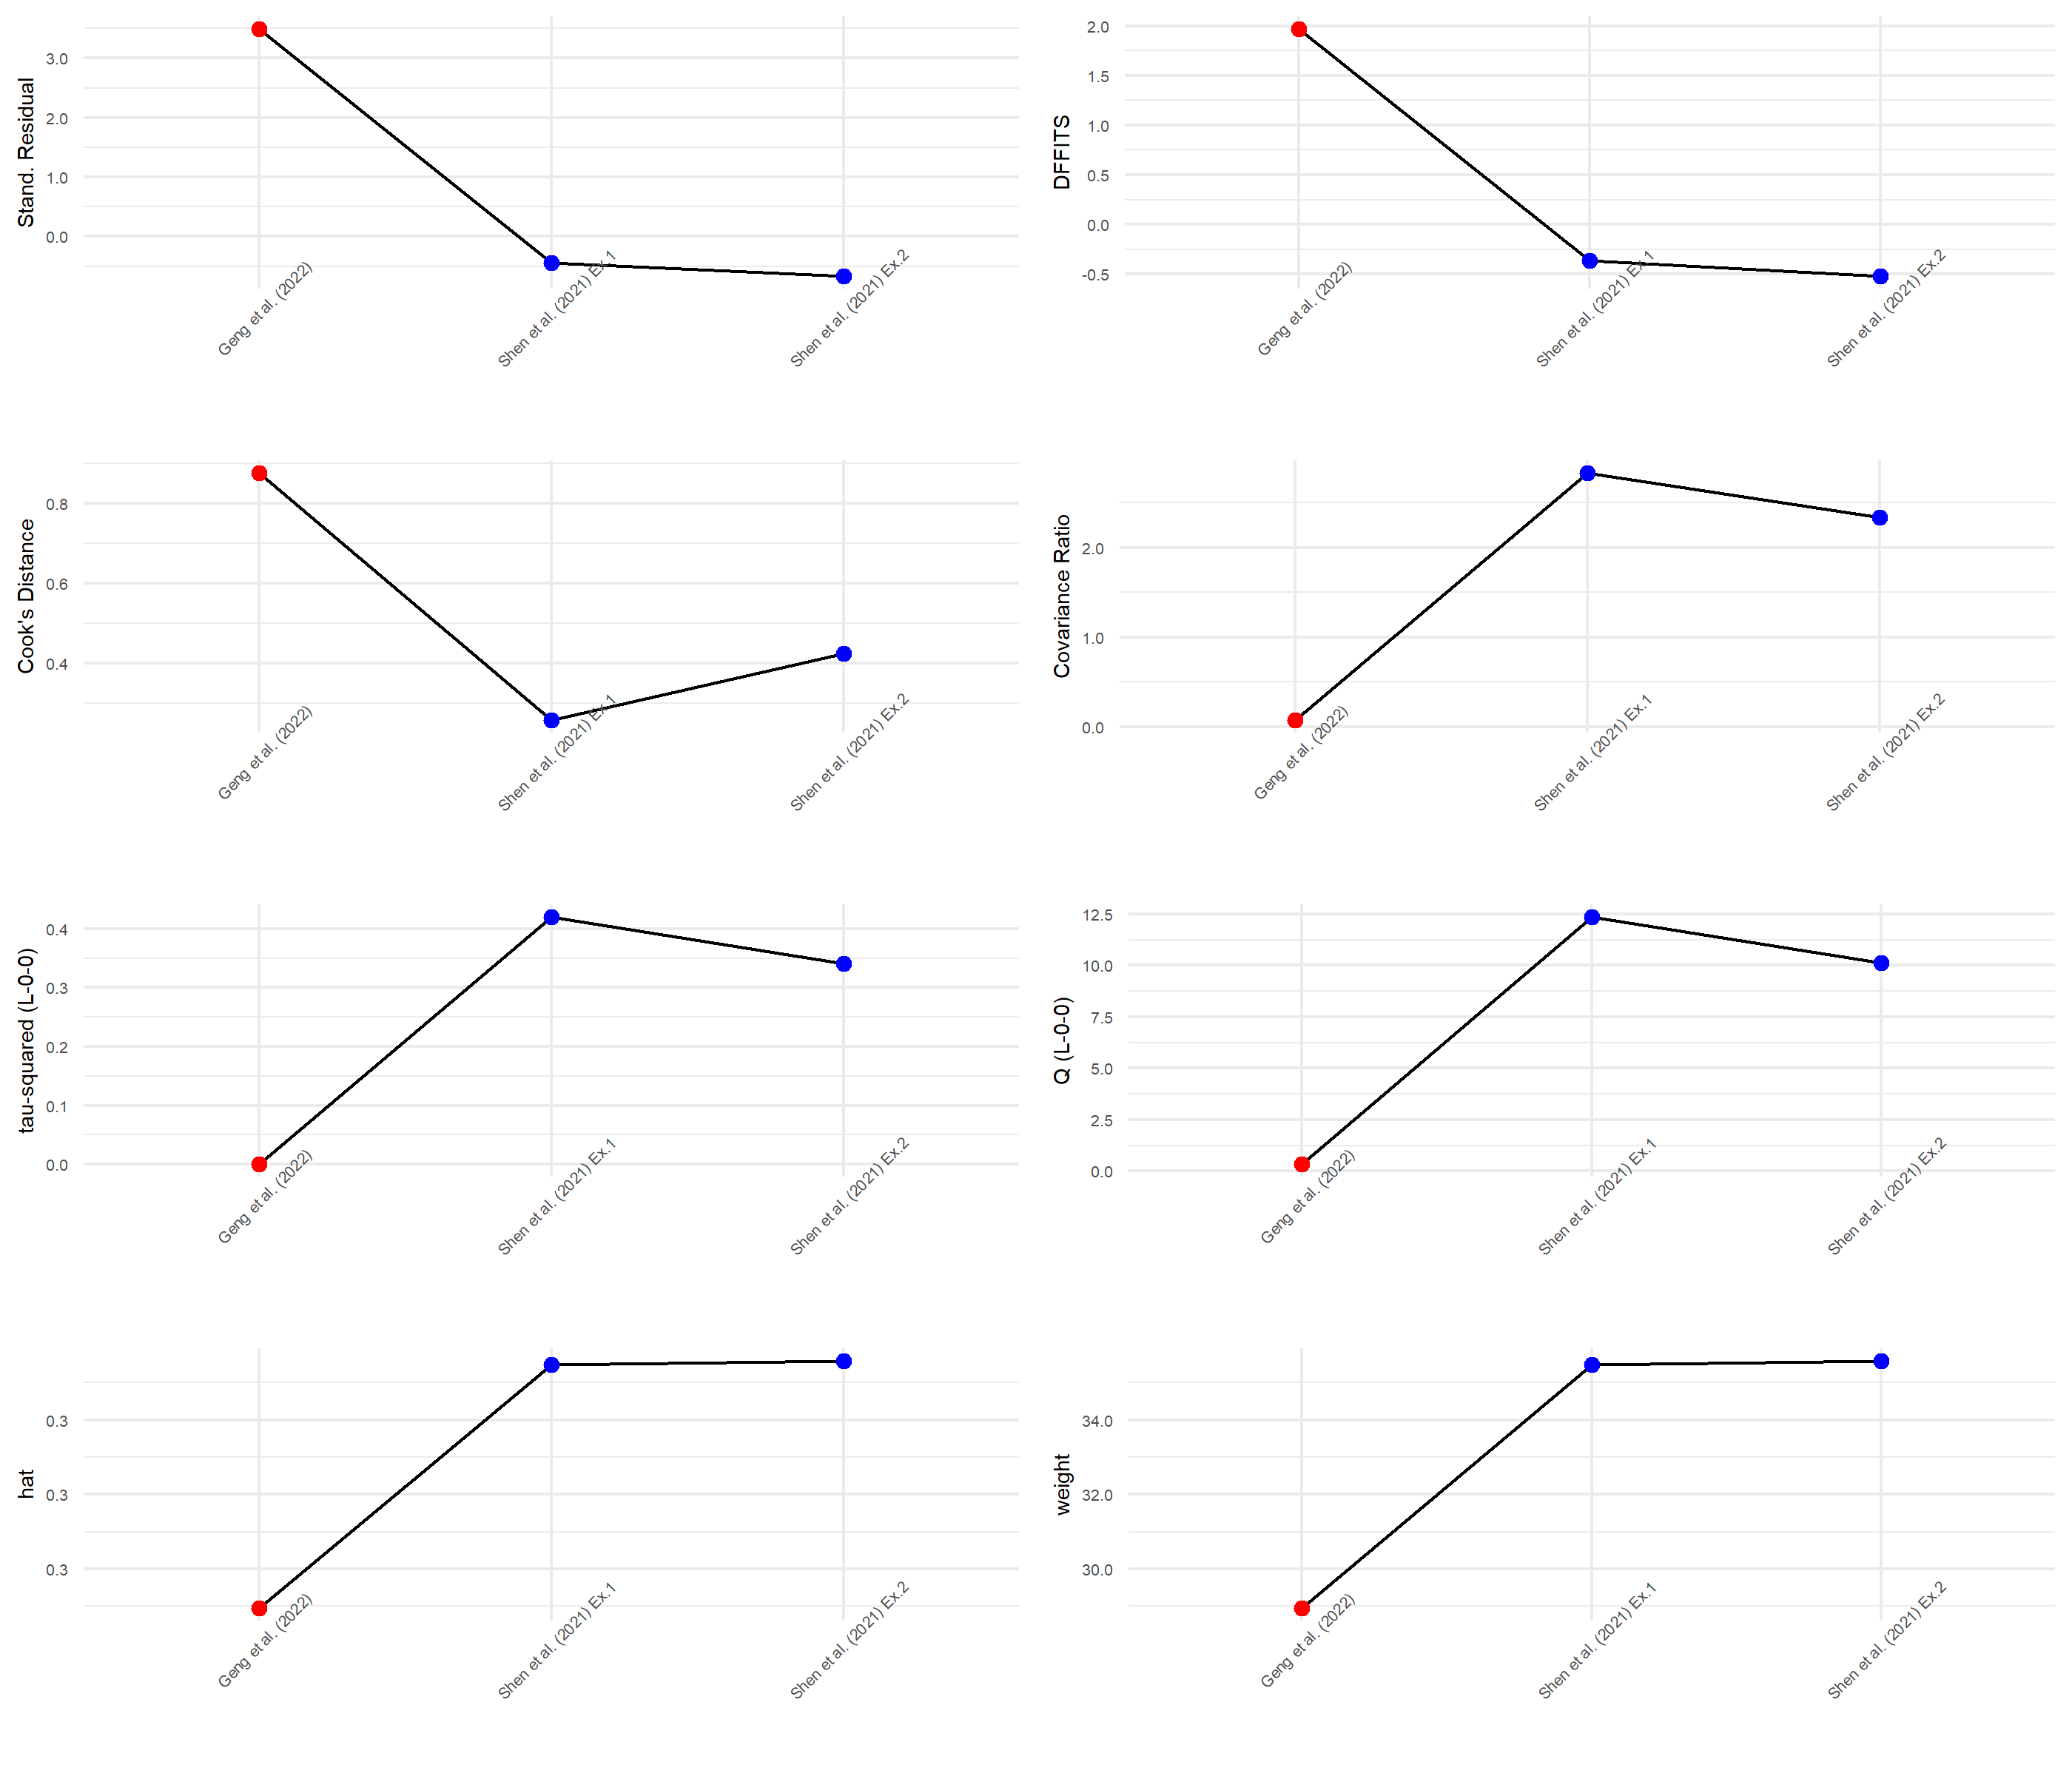 Stand. Residual
3.0
2.0
1.0
0.0
Geng et al. (2022)
Shen et al. (2021) Ex.1
Shen et al. (2021) Ex.2
DFFITS
2.0
1.5
1.0
0.5
0.0
-0.5
Geng et al. (2022)
Shen et al. (2021) Ex.1
Shen et al. (2021) Ex.2
Cook's Distance
0.8
0.6
0.4
Geng et al. (2022)
Shen et al. (2021) Ex.1
Shen et al. (2021) Ex.2
Covariance Ratio
2.0
1.0
0.0
Geng et al. (2022)
Shen et al. (2021) Ex.1
Shen et al. (2021) Ex.2
tau-squared (L-0-0)
0.4
0.3
0.2
0.1
0.0
Geng et al. (2022)
Shen et al. (2021) Ex.1
Shen et al. (2021) Ex.2
Q (L-0-0)
12.5
10.0
7.5
5.0
2.5
0.0
Geng et al. (2022)
Shen et al. (2021) Ex.1
Shen et al. (2021) Ex.2
hat
0.3
0.3
0.3
Geng et al. (2022)
Shen et al. (2021) Ex.1
Shen et al. (2021) Ex.2
weight
34.0
32.0
30.0
Geng et al. (2022)
Shen et al. (2021) Ex.1
Shen et al. (2021) Ex.2